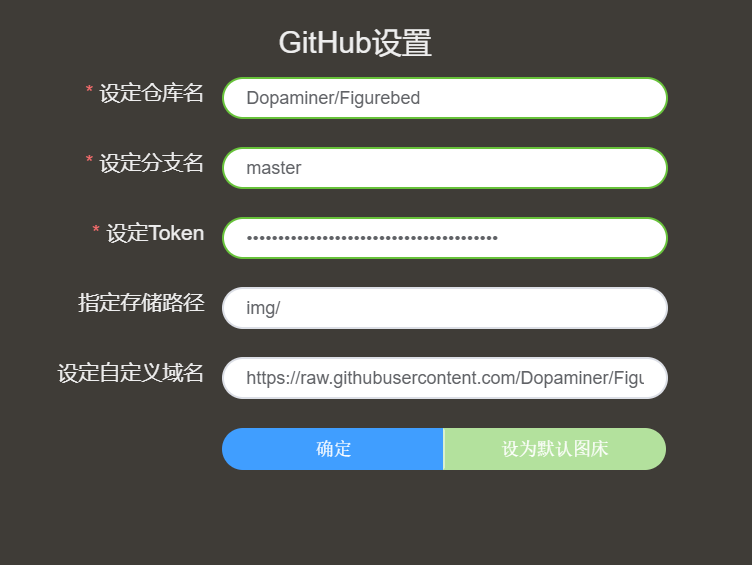 GitHub设置
* 设定仓库名
Dopaminer/Figurebed
* 设定分支名
master
* 设定Token
••••••••••••••••••••••••••••••••••••••••
指定存储路径
img/
设定自定义域名
https://raw.githubusercontent.com/Dopaminer/Figu
确定
设为默认图床